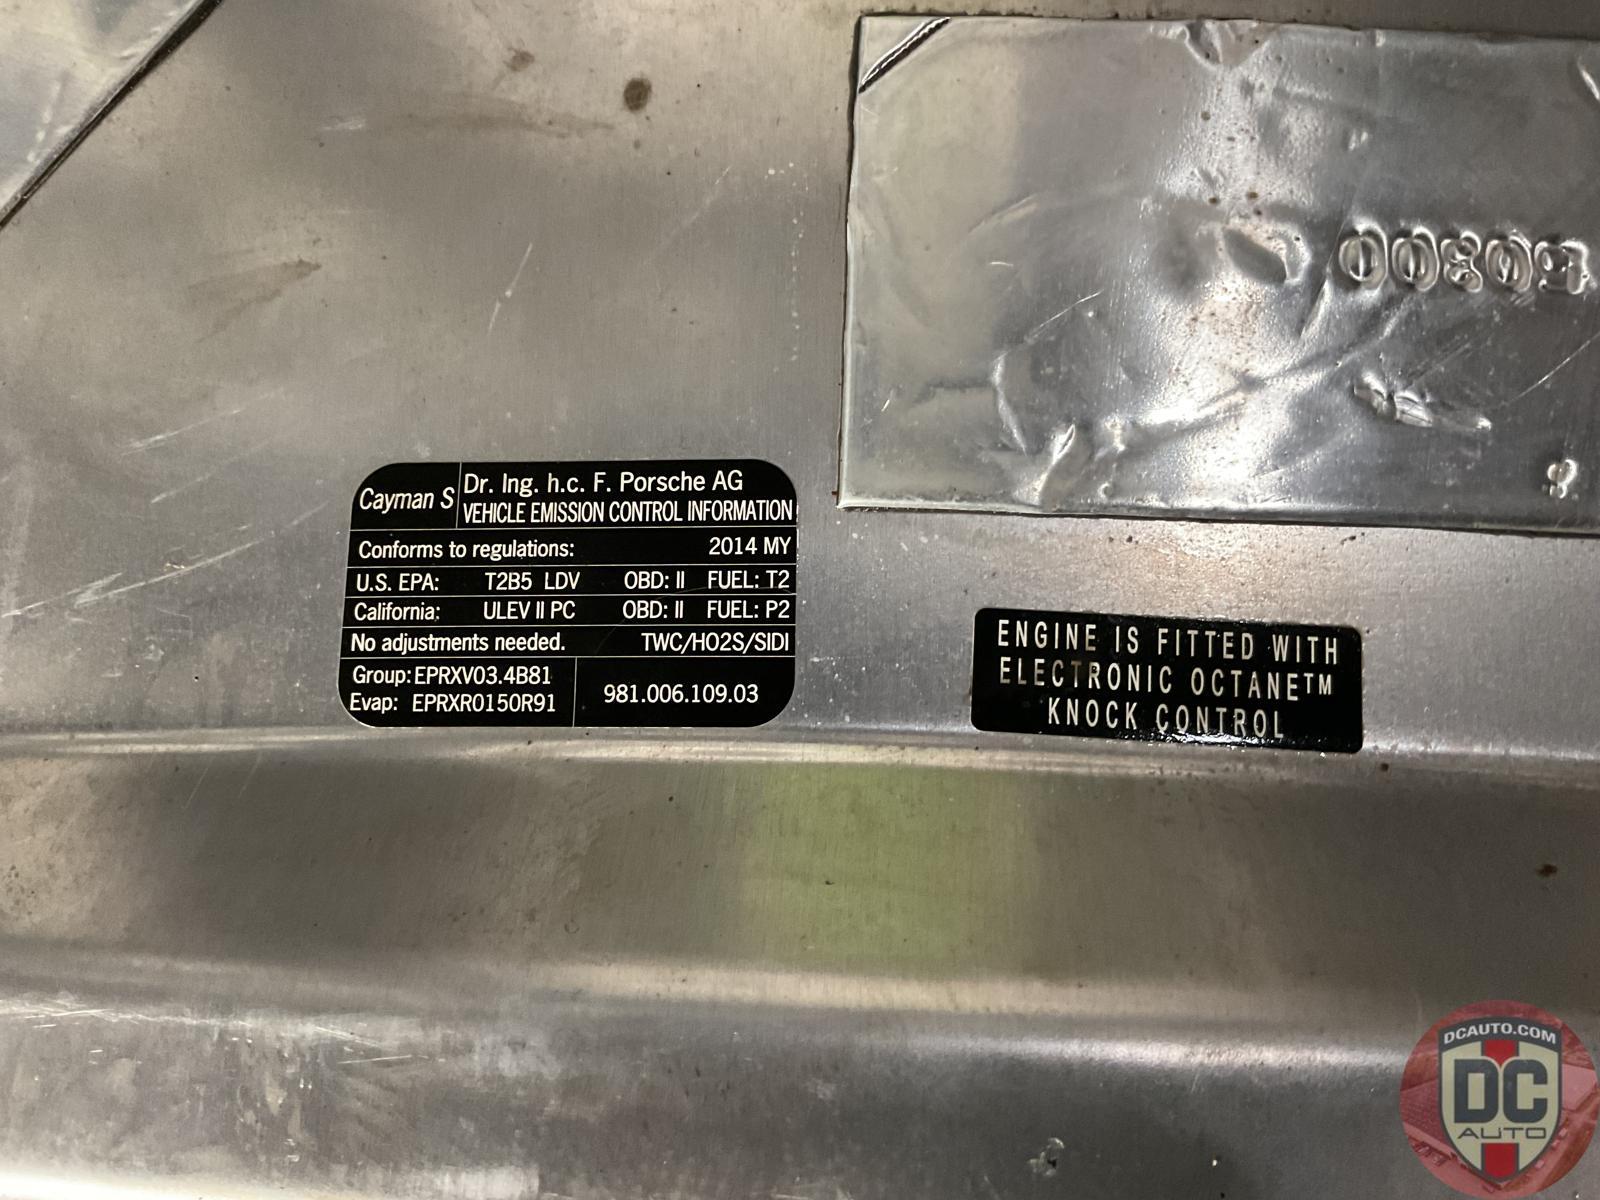 Cayman S
Dr. Ing. h.c. F. Porsche AG
VEHICLE EMISSION CONTROL INFORMATION
Conforms to regulations: 2014 MY
U.S. EPA: T2B5 LDV OBD: II FUEL: T2
California: ULEV II PC OBD: II FUEL: P2
No adjustments needed. TWC/HO2S/SIDI
Group: EPRXV03.4B81
Evap: EPRXR0150R91
981.006.109.03
ENGINE IS FITTED WITH
ELECTRONIC OCTANE™
KNOCK CONTROL
DCAUTO.COM
DC
AUTO